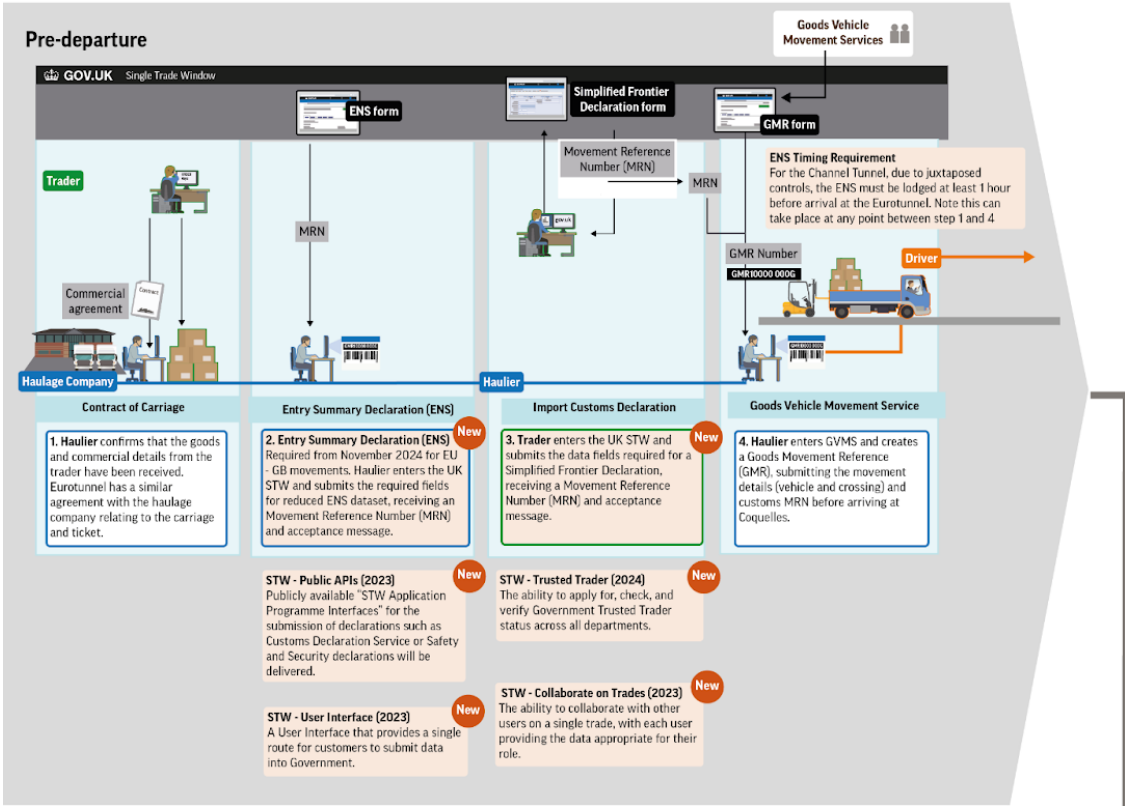 Pre-departure
Goods Vehicle
Movement Services
GOV.UK Single Trade Window
ENS form
Simplified Frontier
Declaration form
GMR form
Trader
Commercial
agreement
Contract
Haulage Company
MRN
Movement Reference
Number (MRN)
MRN
gov.uk
ENS Timing Requirement
For the Channel Tunnel, due to juxtaposed
controls, the ENS must be lodged at least 1 hour
before arrival at the Eurotunnel. Note this can
take place at any point between step 1 and 4
GMR Number
GMR10000 000G
Driver
Haulier
Contract of Carriage
1. Haulier confirms that the goods
and commercial details from the
trader have been received.
Eurotunnel has a similar
agreement with the haulage
company relating to the carriage
and ticket.
Entry Summary Declaration (ENS)
New
2. Entry Summary Declaration (ENS)
Required from November 2024 for EU
- GB movements. Haulier enters the UK
STW and submits the required fields
for reduced ENS dataset, receiving an
Movement Reference Number (MRN)
and acceptance message.
Import Customs Declaration
New
3. Trader enters the UK STW and
submits the data fields required for a
Simplified Frontier Declaration,
receiving a Movement Reference
Number (MRN) and acceptance
message.
Goods Vehicle Movement Service
4. Haulier enters GVMS and creates
a Goods Movement Reference
(GMR), submitting the movement
details (vehicle and crossing) and
customs MRN before arriving at
Coquelles.
New
STW - Public APIs (2023)
Publicly available "STW Application
Programme Interfaces" for the
submission of declarations such as
Customs Declaration Service or Safety
and Security declarations will be
delivered.
New
STW - Trusted Trader (2024)
The ability to apply for, check, and
verify Government Trusted Trader
status across all departments.
New
STW - User Interface (2023)
A User Interface that provides a single
route for customers to submit data
into Government.
New
STW - Collaborate on Trades (2023)
The ability to collaborate with other
users on a single trade, with each user
providing the data appropriate for their
role.